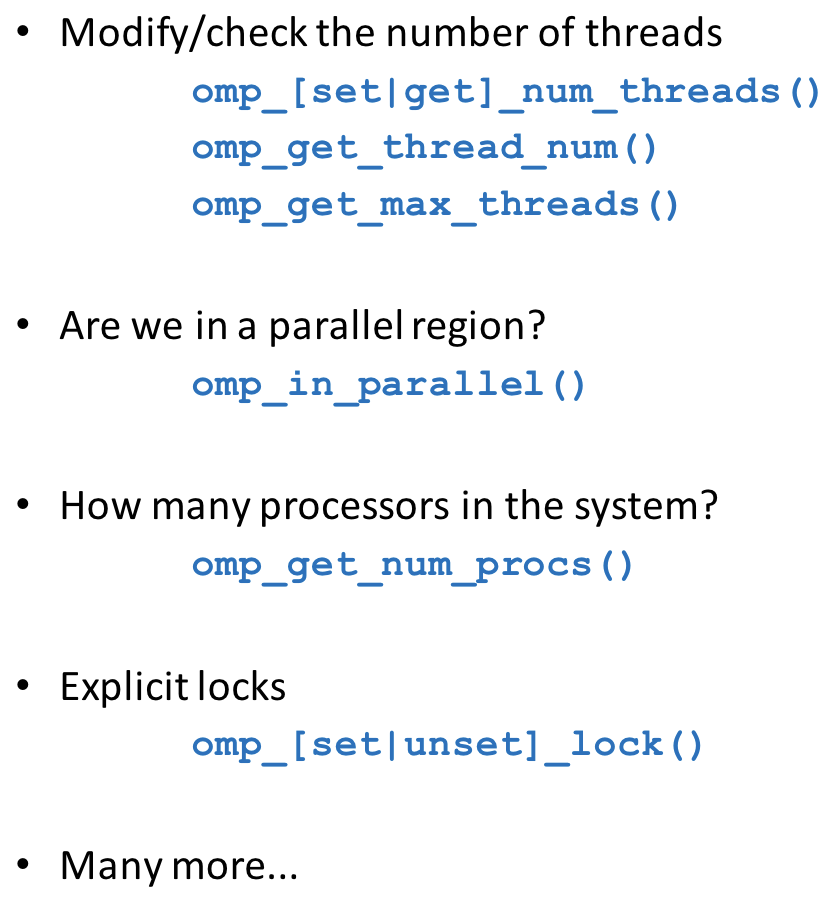 • Modify/check the number of threads
omp_[set|get]_num_threads()
omp_get_thread_num()
omp_get_max_threads()
• Are we in a parallel region?
omp_in_parallel()
• How many processors in the system?
omp_get_num_procs()
• Explicit locks
omp_[set|unset]_lock()
• Many more...